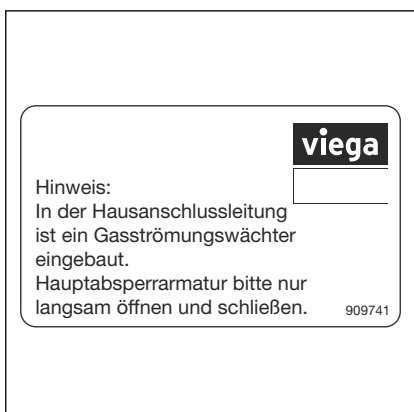 viega
Hinweis:
In der Hausanschlussleitung
ist ein Gasströmungswächter
eingebaut.
Hauptabsperrarmatur bitte nur
langsam öffnen und schließen.
909741